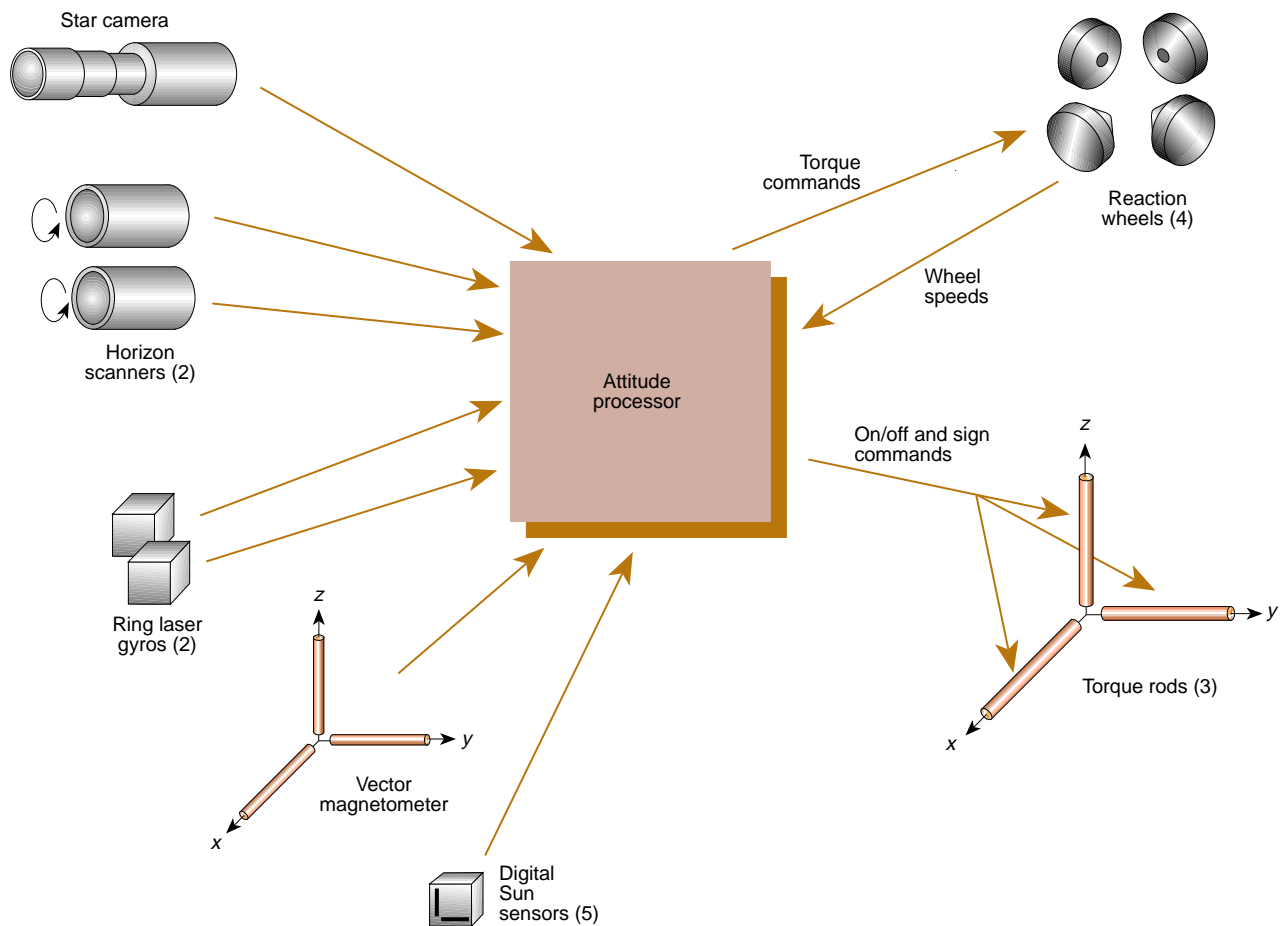 Star camera
Horizon
scanners (2)
Ring laser
gyros (2)
z
y
x
Vector
magnetometer
Digital
Sun
sensors (5)
Attitude
processor
Torque
commands
Wheel
speeds
Reaction
wheels (4)
On/off and sign
commands
z
y
x
Torque rods (3)